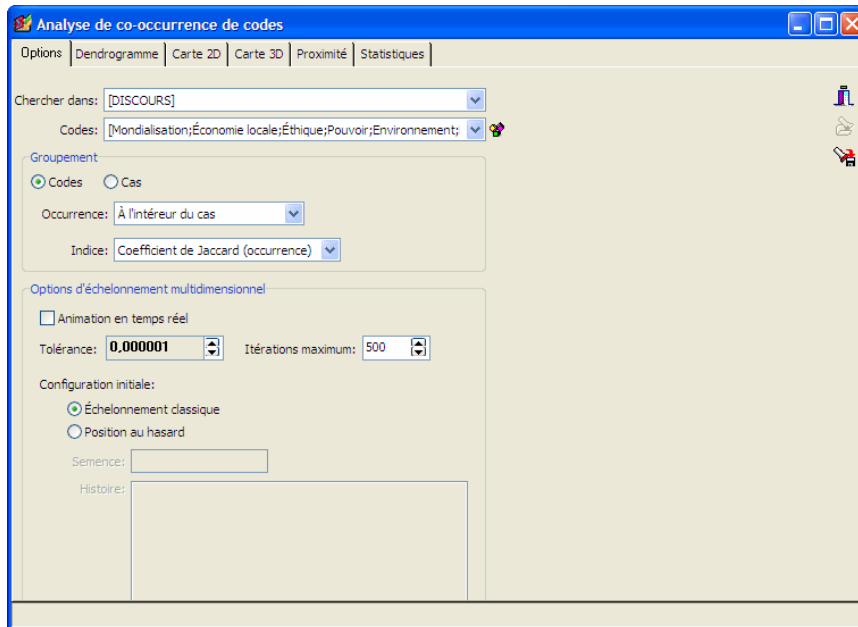 Analyse de co-occurrence de codes
Options Dendrogramme Carte 2D Carte 3D Proximité Statistiques
Chercher dans: [DISCOURS]
Codes: [Mondialisation;Économie locale;Éthique;Pouvoir;Environnement;
Groupement
Codes Cas
Occurrence: À l'intéreur du cas
Indice: Coefficient de Jaccard (occurrence)
Options d'échelonnement multidimensionnel
Animation en temps réel
Tolérance: 0,000001 Itérations maximum: 500
Configuration initiale:
Échelonnement classique
Position au hasard
Semence:
Histoire: